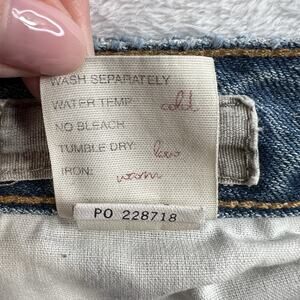 WASH SEPARATELY
WATER TEMP: cold
NO BLEACH
TUMBLE DRY: low
IRON: warm
PO 228718